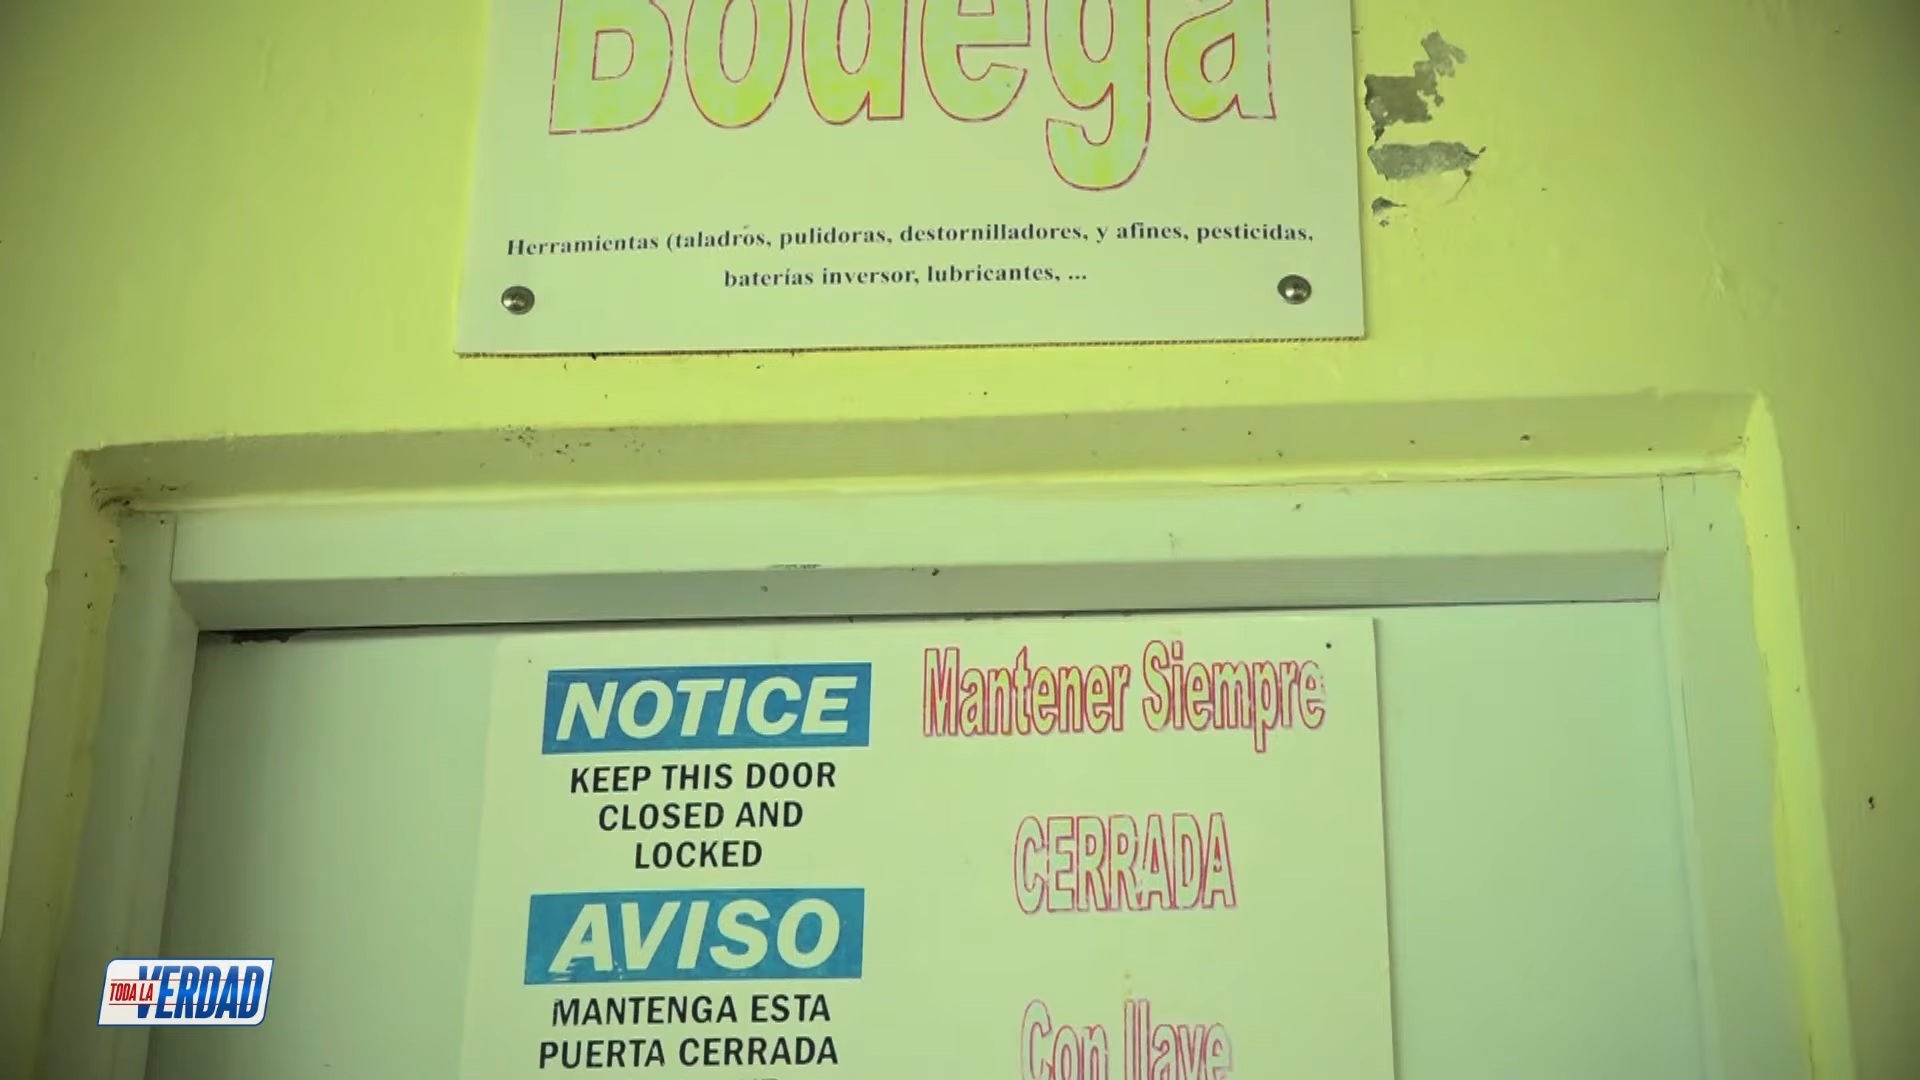 Bodega
Herramientas (taladros, pulidoras, destornilladores, y afines, pesticidas,
baterías inversor, lubricantes, ...
NOTICE
KEEP THIS DOOR
CLOSED AND
LOCKED
AVISO
MANTENGA ESTA
PUERTA CERRADA
Mantener Siempre
CERRADA
Con llave
TODA LA VERDAD